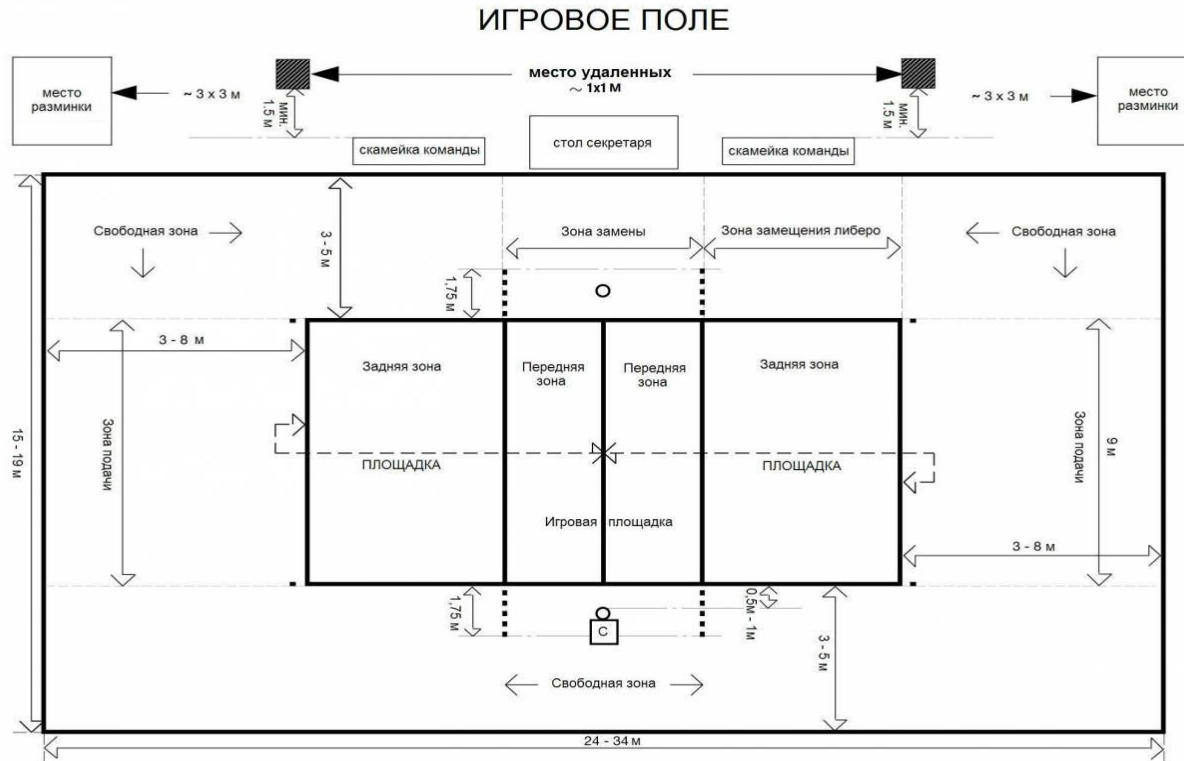 ИГРОВОЕ ПОЛЕ
место
разминки
~ 3 x 3 м
мин.
1.5 м
место удаленных
~ 1x1 М
мин.
1.5 м
~ 3 x 3 м
место
разминки
скамейка команды
стол секретаря
скамейка команды
Свободная зона
3 - 5 м
Зона замены
Зона замещения либеро
Свободная зона
1,75 м
3 - 8 м
Задняя зона
Передняя
зона
Передняя
зона
Задняя зона
15 - 19 м
Зона подачи
ПЛОЩАДКА
ПЛОЩАДКА
Зона подачи
9 м
Игровая площадка
3 - 8 м
1,75 м
С
0,5м - 1м
3 - 5 м
Свободная зона
24 - 34 м